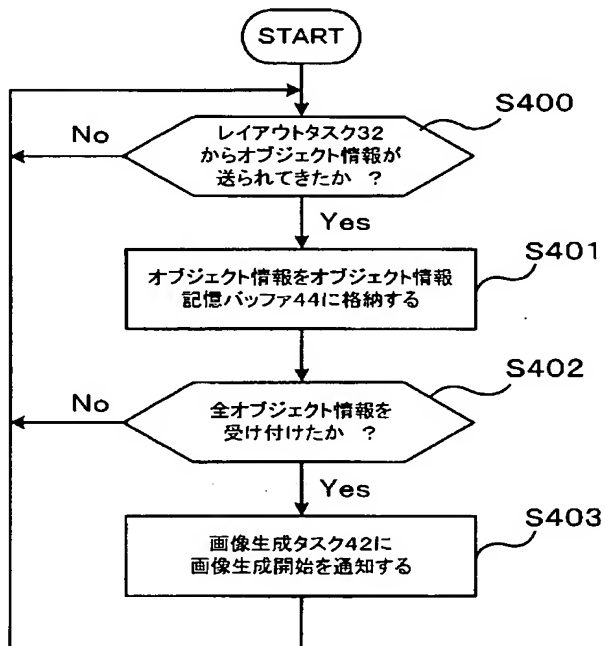 START
S400
No
レイアウトタスク32
からオブジェクト情報が
送られてきたか ?
Yes
S401
オブジェクト情報をオブジェクト情報
記憶バッファ44に格納する
S402
No
全オブジェクト情報を
受け付けたか ?
Yes
S403
画像生成タスク42に
画像生成開始を通知する